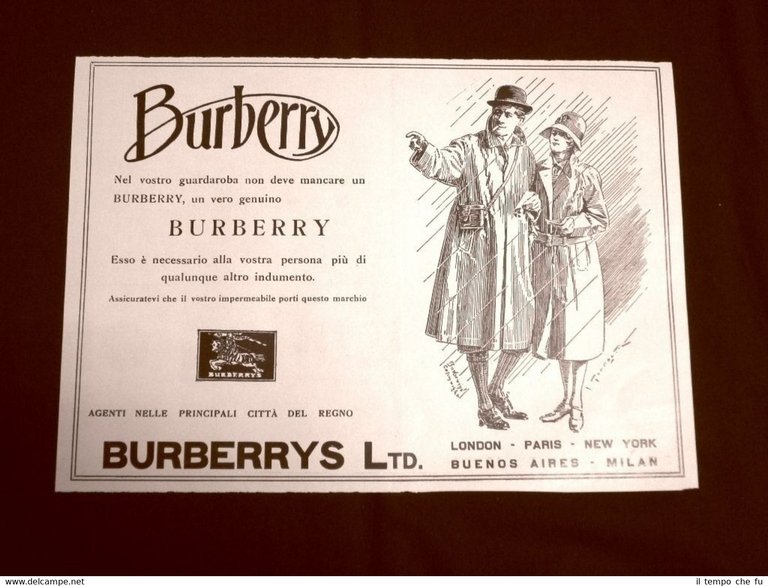 Burberry
Nel vostro guardaroba non deve mancare un
BURBERRY, un vero genuino
BURBERRY
Esso è necessario alla vostra persona più di
qualunque altro indumento.
Assicuratevi che il vostro impermeabile porti questo marchio
BURBERRYS
AGENTI NELLE PRINCIPALI CITTÀ DEL REGNO
BURBERRYS LTD.
LONDON - PARIS - NEW YORK
BUENOS AIRES - MILAN
www.maremagnum.com
il tempo che fu